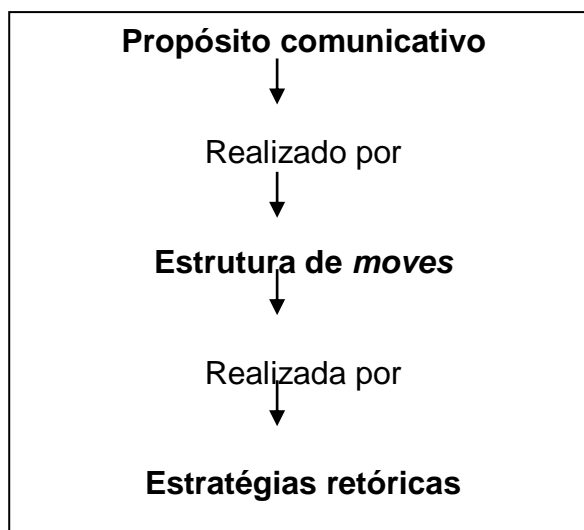 Propósito comunicativo
Realizado por
Estrutura de moves
Realizada por
Estratégias retóricas